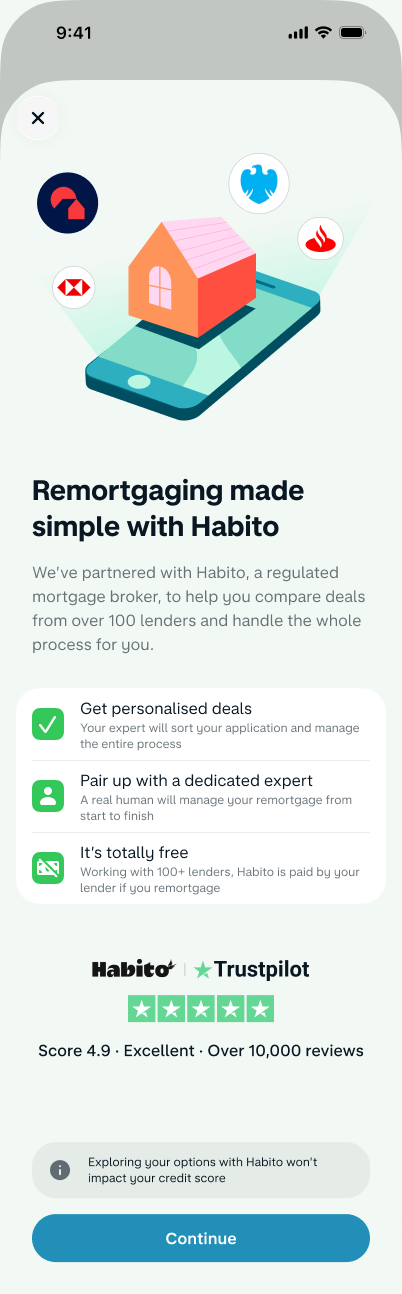 9:41
Remortgaging made
simple with Habito
We've partnered with Habito, a regulated
mortgage broker, to help you compare deals
from over 100 lenders and handle the whole
process for you.
Get personalised deals
Your expert will sort your application and manage
the entire process
Pair up with a dedicated expert
A real human will manage your remortgage from
start to finish
It's totally free
Working with 100+ lenders, Habito is paid by your
lender if you remortgage
Habito | Trustpilot
Score 4.9 · Excellent · Over 10,000 reviews
Exploring your options with Habito won't
impact your credit score
Continue